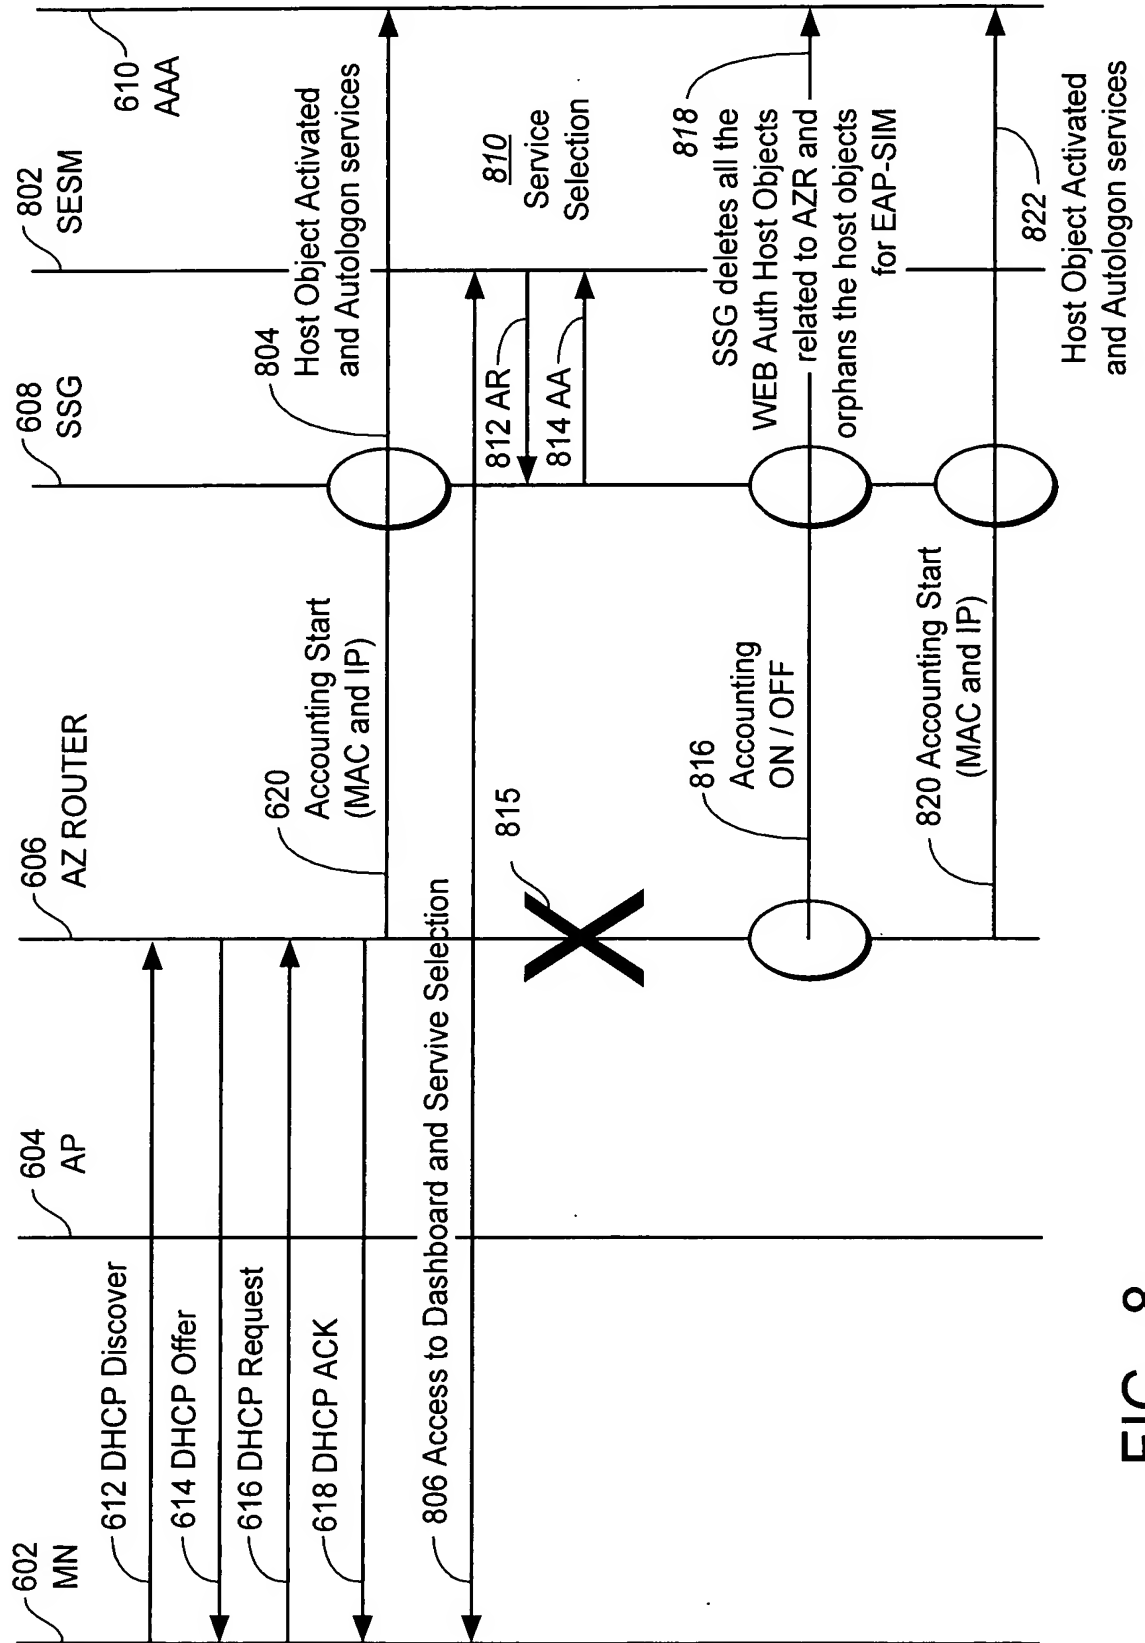 602
MN
604
AP
606
AZ ROUTER
608
SSG
802
SESM
610
AAA
612 DHCP Discover
614 DHCP Offer
616 DHCP Request
618 DHCP ACK
620
Accounting Start
(MAC and IP)
804
Host Object Activated
and Autologon services
806 Access to Dashboard and Servive Selection
810
Service
Selection
812 AR
814 AA
815
816
Accounting
ON / OFF
818
SSG deletes all the
WEB Auth Host Objects
related to AZR and
orphans the host objects
for EAP-SIM
820 Accounting Start
(MAC and IP)
822
Host Object Activated
and Autologon services
FIG. 8